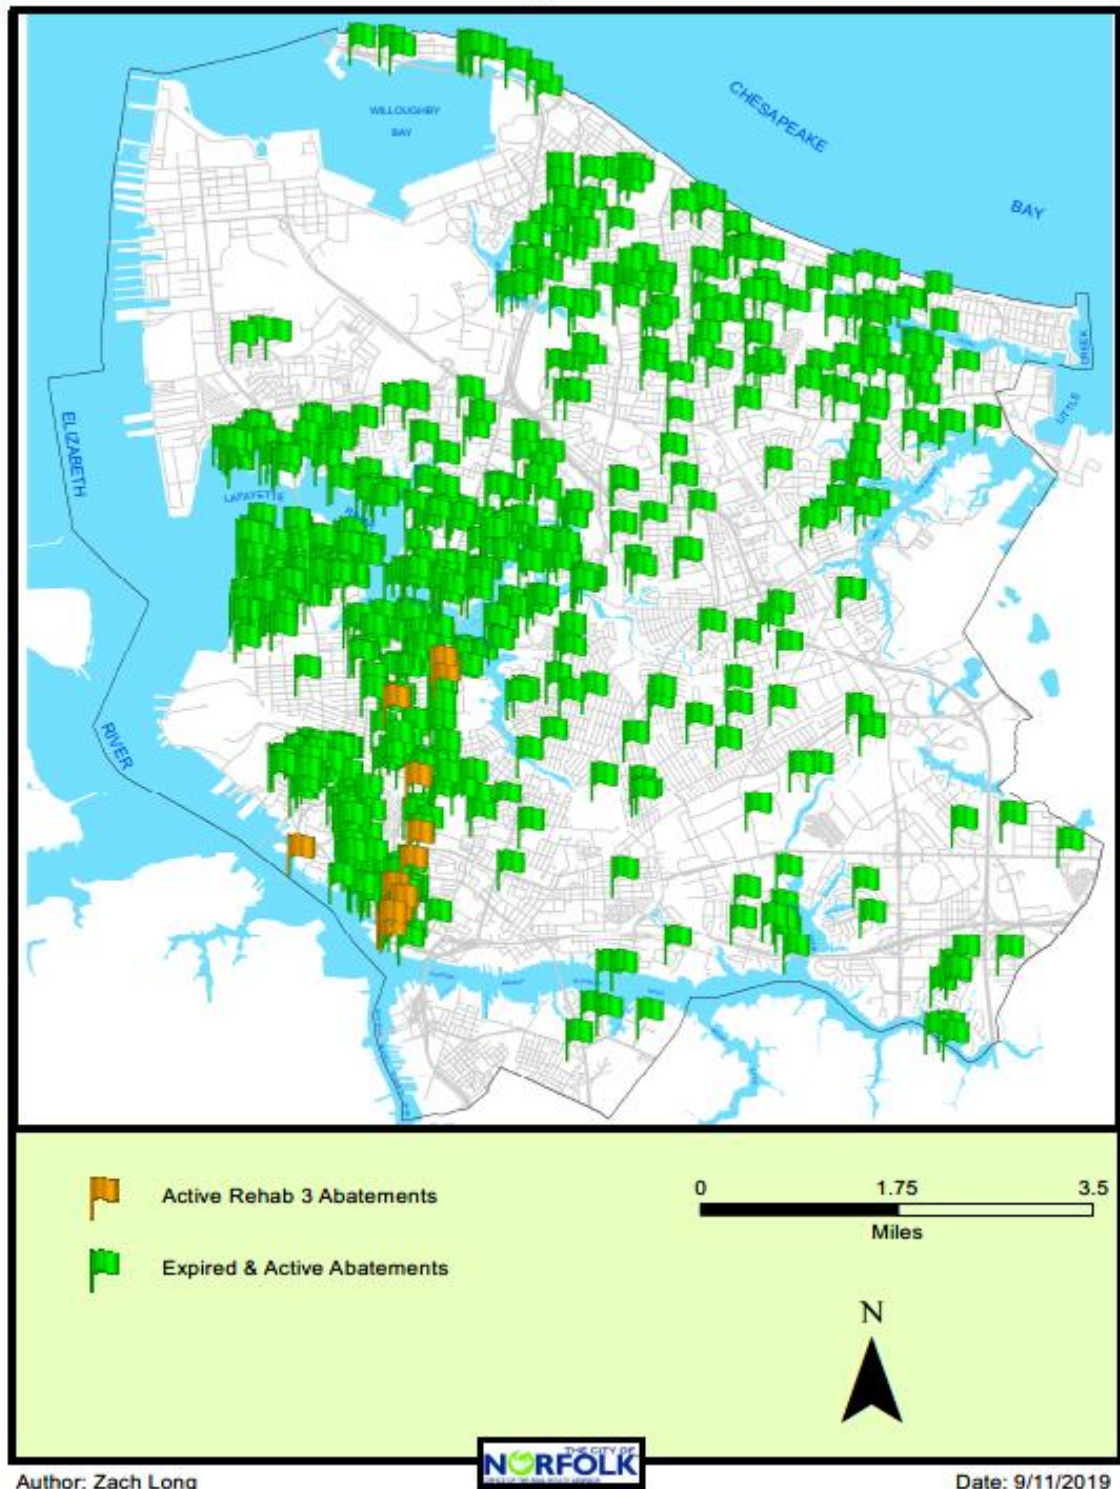 WILLOUGHBY
BAY
CHESAPEAKE
BAY
CREEK
LITTLE
ELIZABETH
LAFAYETTE
RIVER
Active Rehab 3 Abatements
Expired & Active Abatements
0 1.75 3.5
Miles
N
THE CITY OF
NORFOLK
Author: Zach Long
Date: 9/11/2019